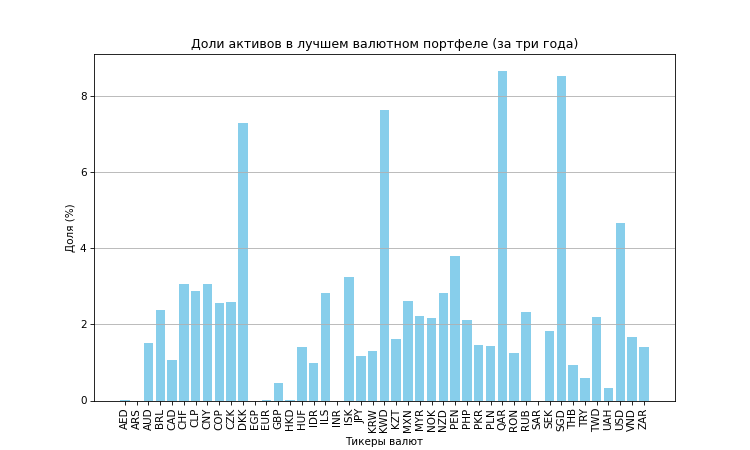 Доли активов в лучшем валютном портфеле (за три года)
Доля (%)
8
6
4
2
0
AED
ARS
AUD
BRL
CAD
CHF
CLP
CNY
COP
CZK
DKK
EGP
EUR
GBP
HKD
HUF
IDR
ILS
INR
ISK
JPY
KRW
KWD
KZT
MXN
MYR
NOK
NZD
PEN
PHP
PKR
PLN
QAR
RON
RUB
SAR
SEK
SGD
THB
TRY
TWD
UAH
USD
VND
ZAR
Тикеры валют